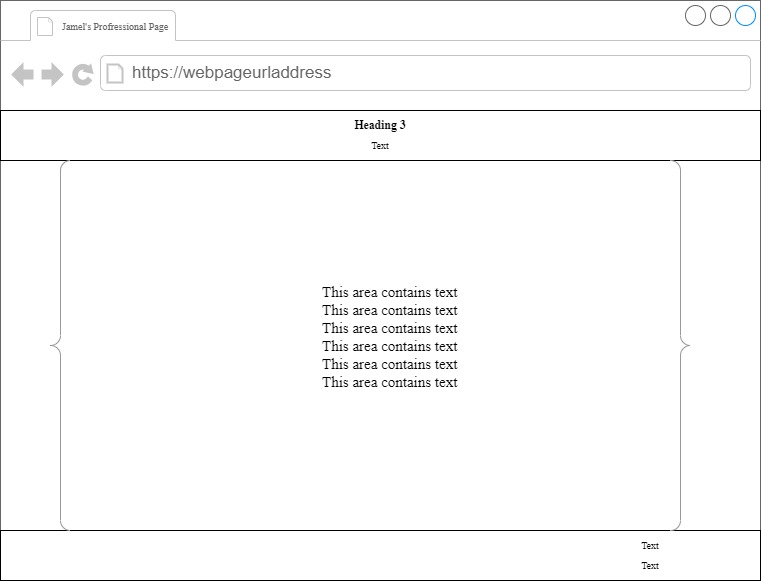 Jamel's Profressional Page
https://webpageurladdress
Heading 3
Text
This area contains text
This area contains text
This area contains text
This area contains text
This area contains text
This area contains text
Text
Text